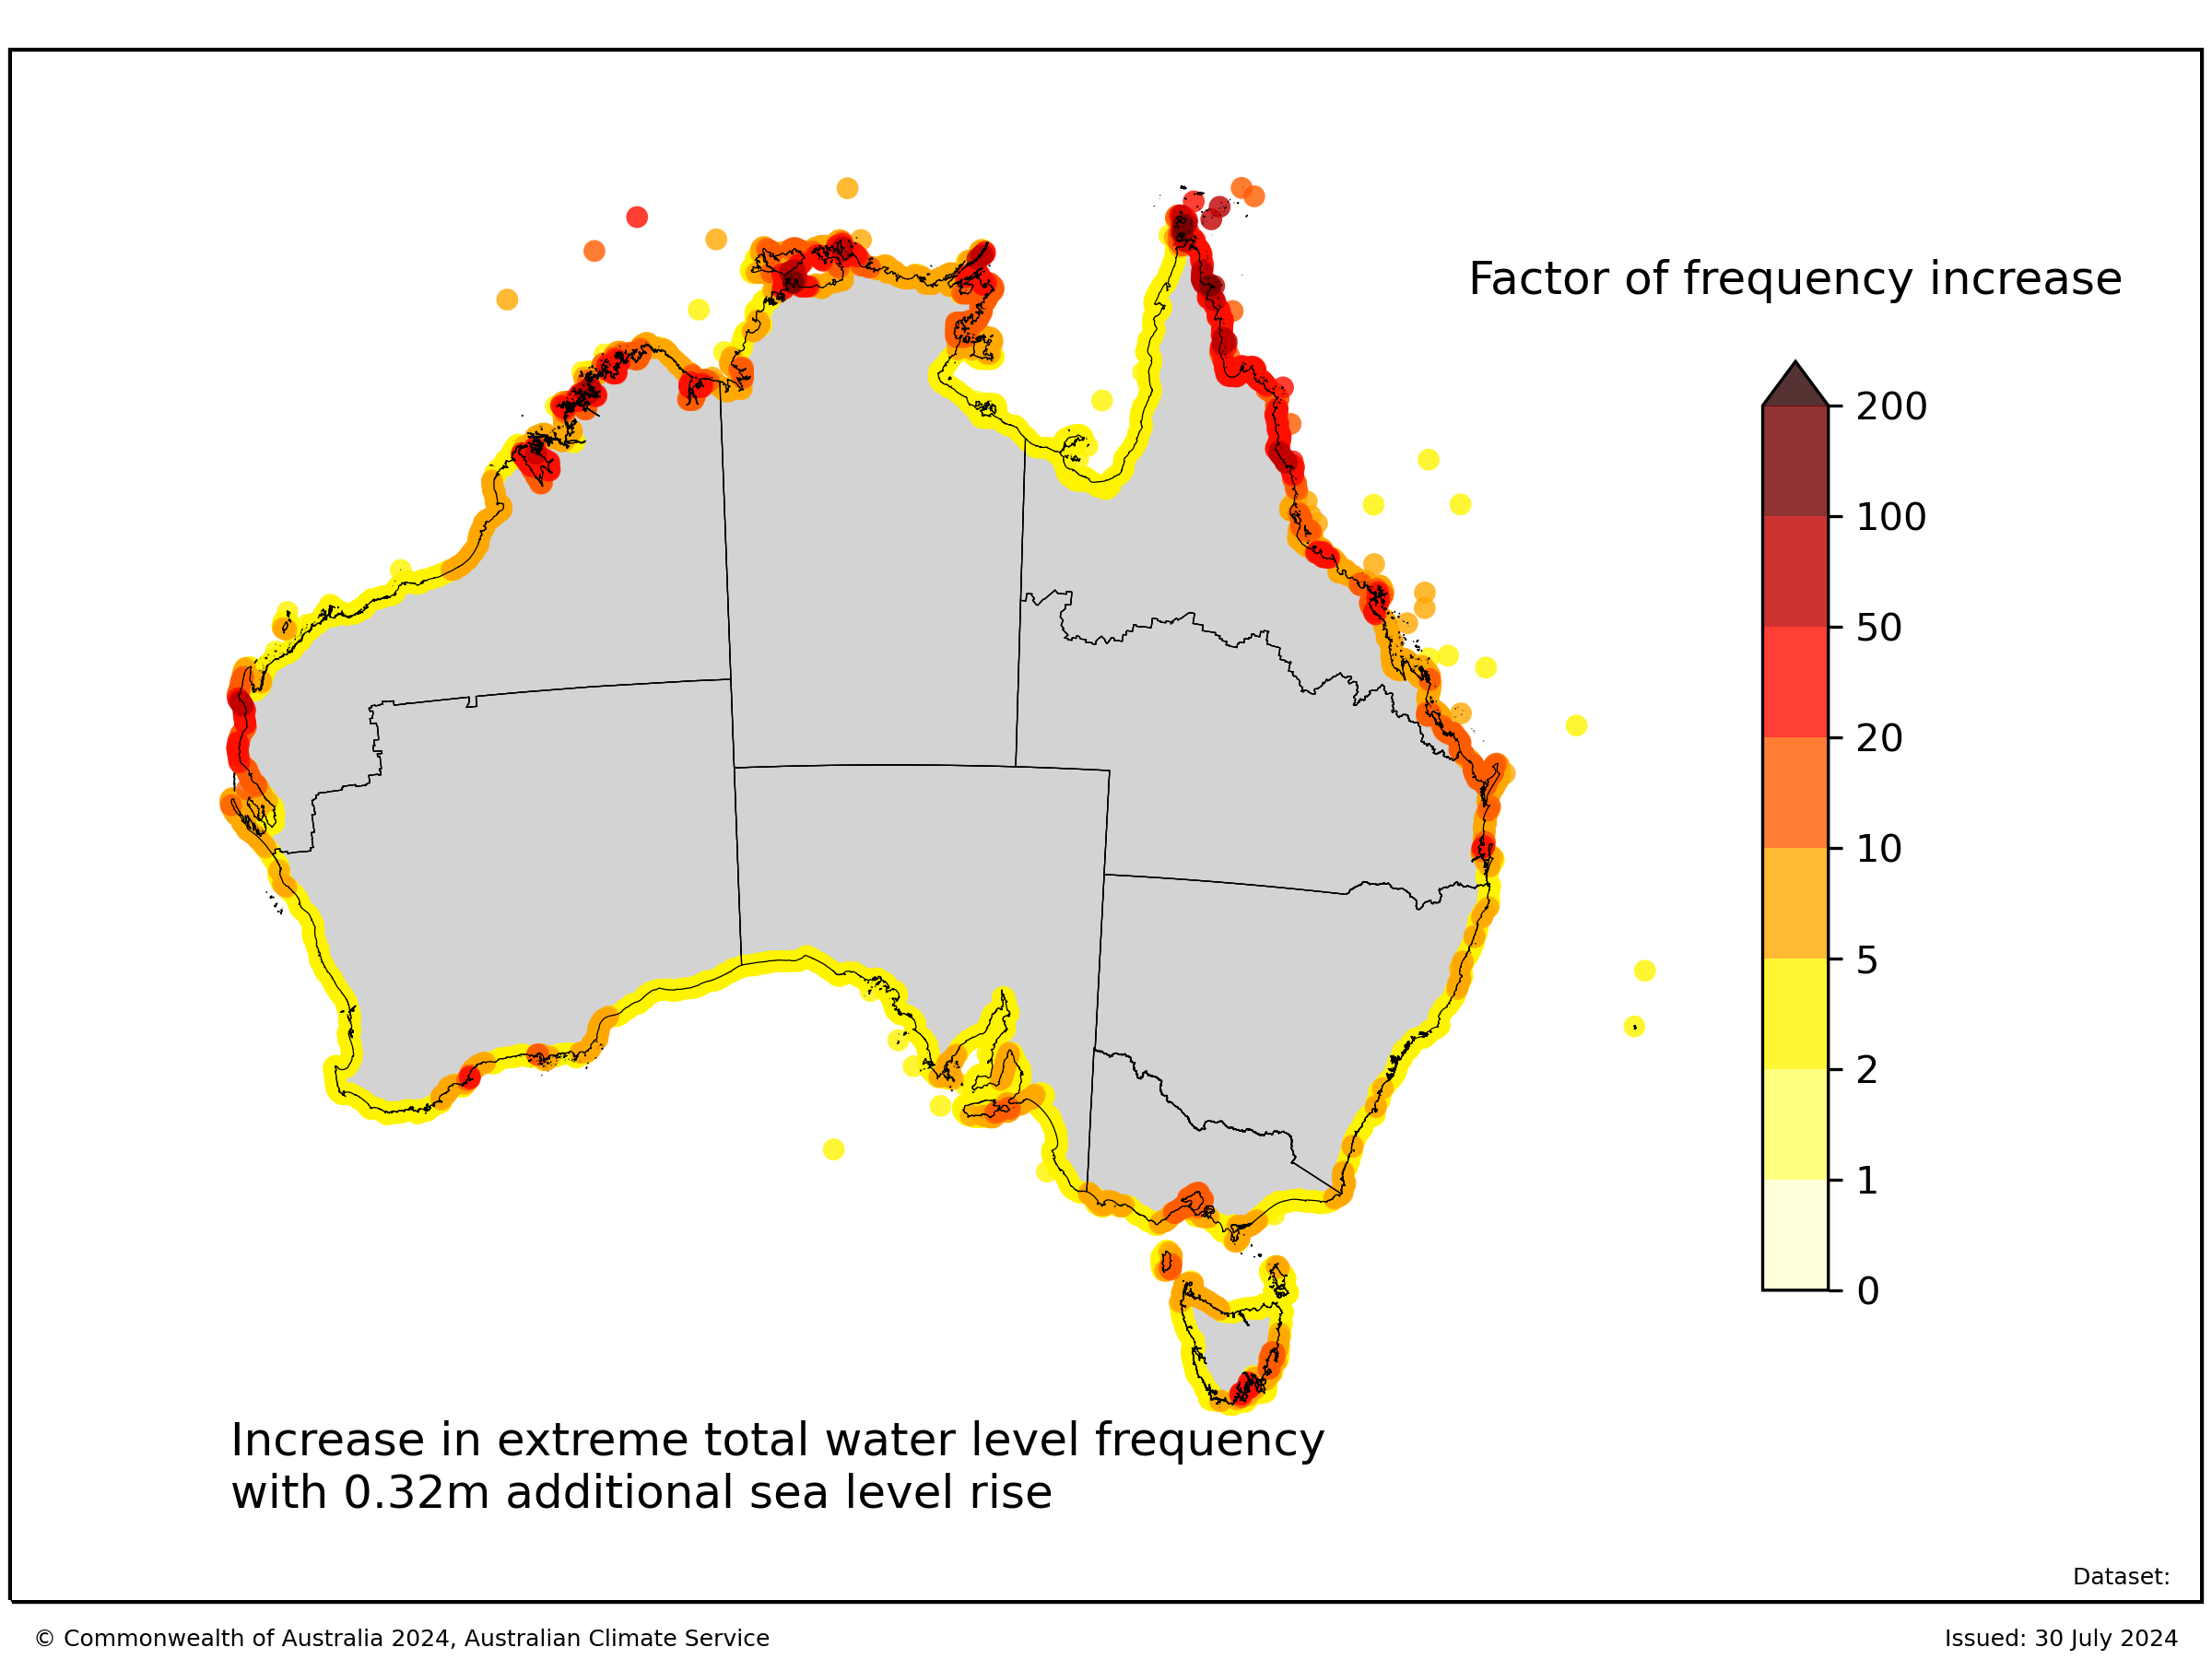 Factor of frequency increase
200
100
50
20
10
5
2
1
0
Increase in extreme total water level frequency
with 0.32m additional sea level rise
Dataset:
© Commonwealth of Australia 2024, Australian Climate Service
Issued: 30 July 2024